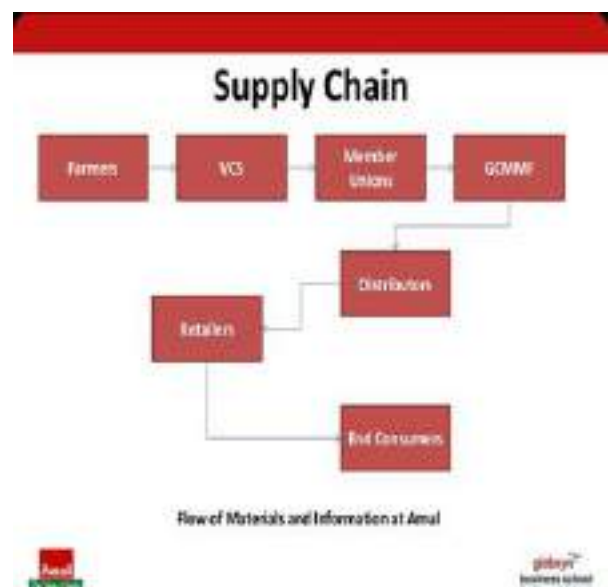 Supply Chain
Farmers
VCS
Member
Unions
GCMMF
Distributors
Retailers
End Consumers
Flow of Materials and Information at Amul
Amul
business school